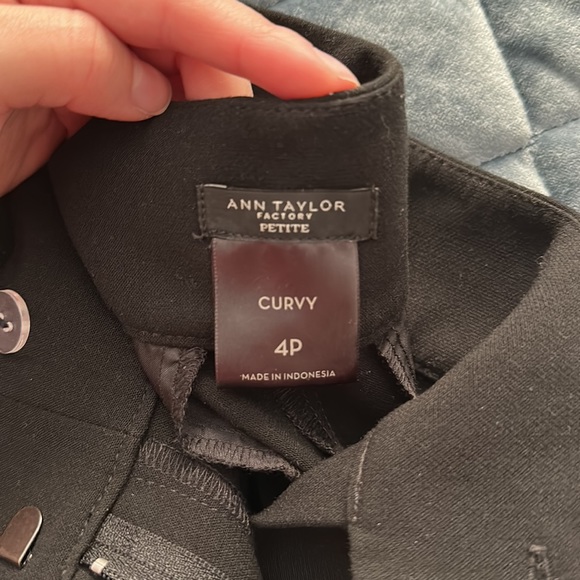 ANN TAYLOR
FACTORY
PETITE
CURVY
4P
MADE IN INDONESIA